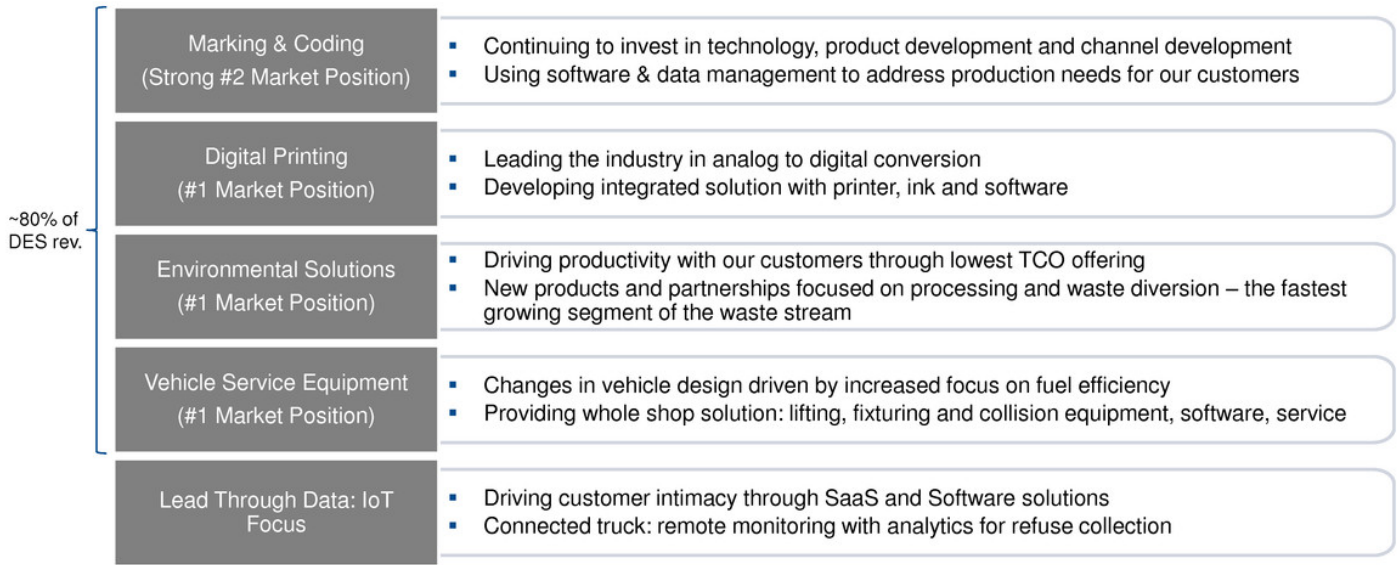 ~80% of
DES rev.
Marking & Coding
(Strong #2 Market Position)
▪ Continuing to invest in technology, product development and channel development
▪ Using software & data management to address production needs for our customers
Digital Printing
(#1 Market Position)
▪ Leading the industry in analog to digital conversion
▪ Developing integrated solution with printer, ink and software
Environmental Solutions
(#1 Market Position)
▪ Driving productivity with our customers through lowest TCO offering
▪ New products and partnerships focused on processing and waste diversion – the fastest
growing segment of the waste stream
Vehicle Service Equipment
(#1 Market Position)
▪ Changes in vehicle design driven by increased focus on fuel efficiency
▪ Providing whole shop solution: lifting, fixturing and collision equipment, software, service
Lead Through Data: IoT
Focus
▪ Driving customer intimacy through SaaS and Software solutions
▪ Connected truck: remote monitoring with analytics for refuse collection